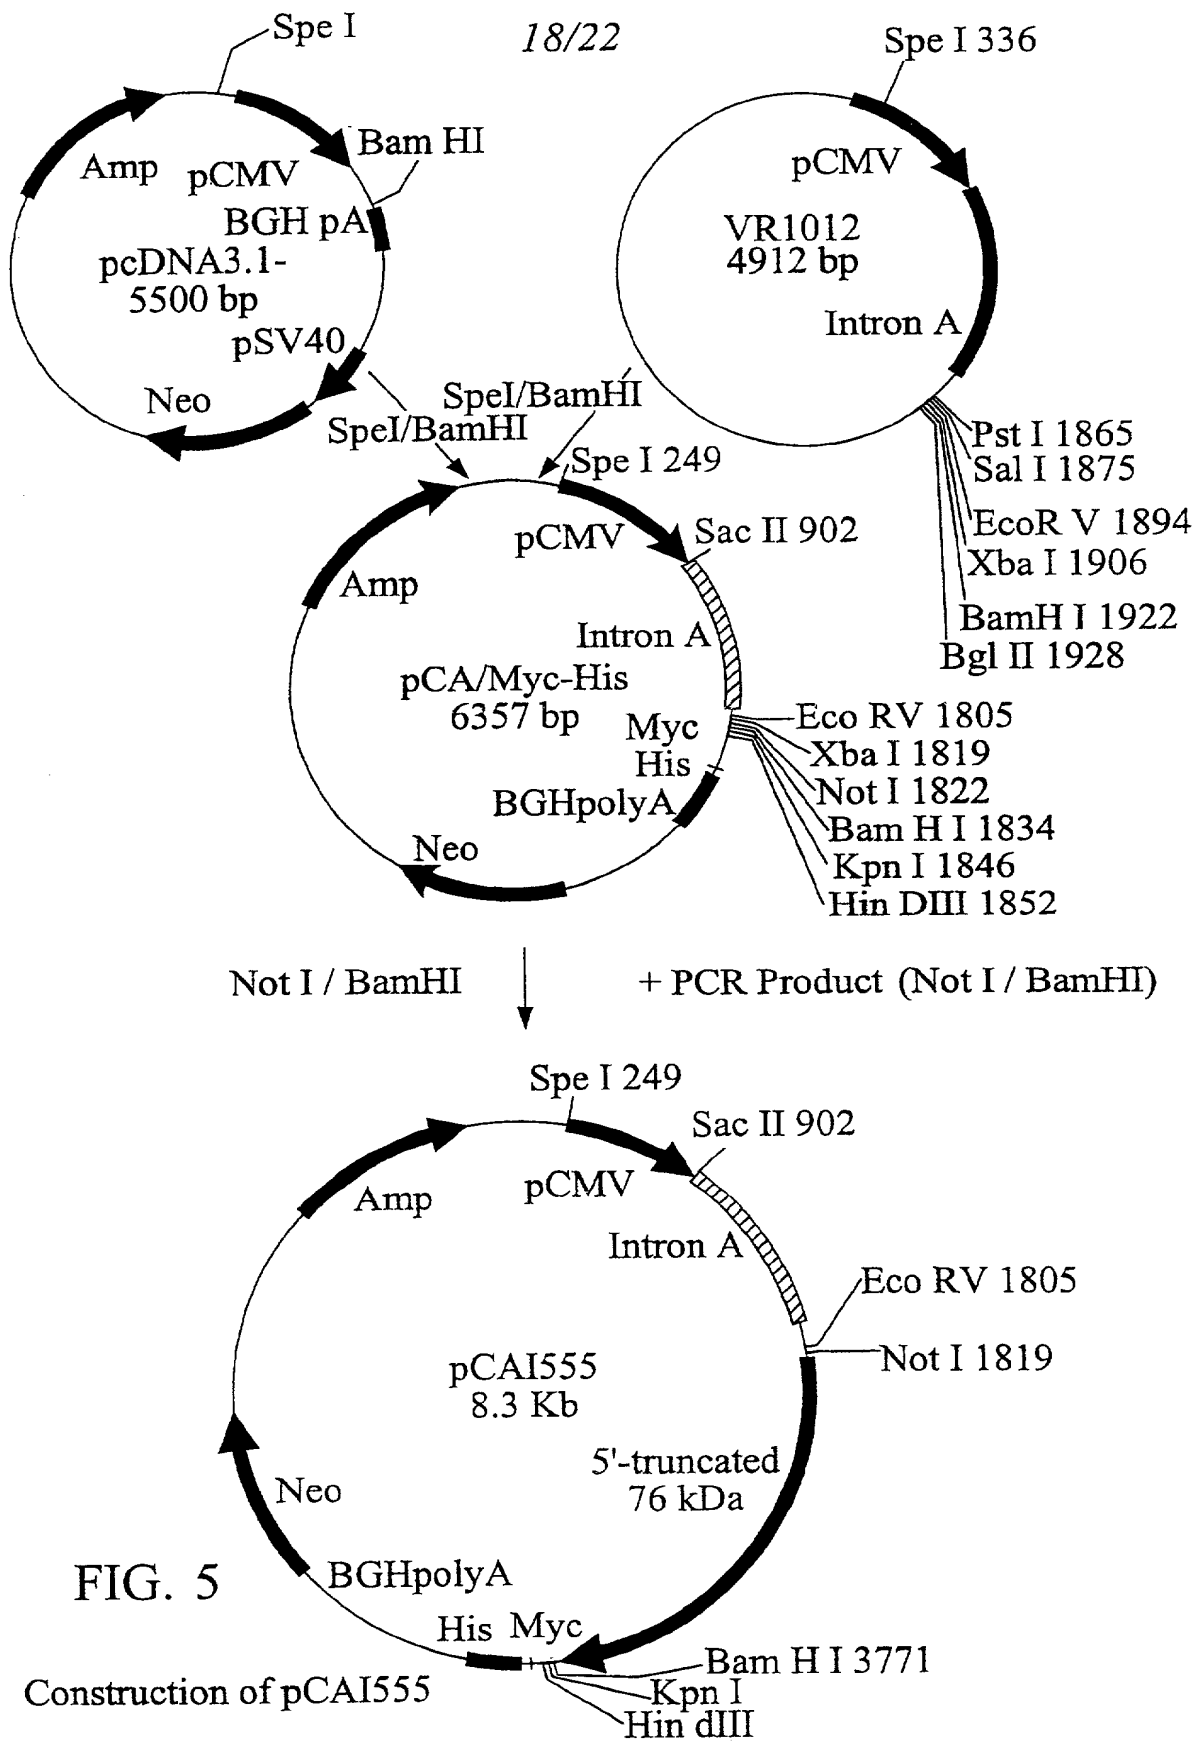 18/22
Spe I
Amp
pCMV
Bam HI
BGH pA
pcDNA3.1-
5500 bp
pSV40
Neo
SpeI/BamHI
Spe I 336
pCMV
VR1012
4912 bp
Intron A
SpeI/BamHI
Pst I 1865
Sal I 1875
EcoR V 1894
Xba I 1906
BamH I 1922
Bgl II 1928
Spe I 249
pCMV
Sac II 902
Amp
Intron A
pCA/Myc-His
6357 bp
Myc
His
BGHpolyA
Neo
Eco RV 1805
Xba I 1819
Not I 1822
Bam H I 1834
Kpn I 1846
Hin DIII 1852
Not I / BamHI
+ PCR Product (Not I / BamHI)
Spe I 249
Sac II 902
Amp
pCMV
Intron A
Eco RV 1805
Not I 1819
pCAI555
8.3 Kb
5'-truncated
76 kDa
Neo
BGHpolyA
His Myc
Bam H I 3771
Kpn I
Hin dIII
FIG. 5
Construction of pCAI555